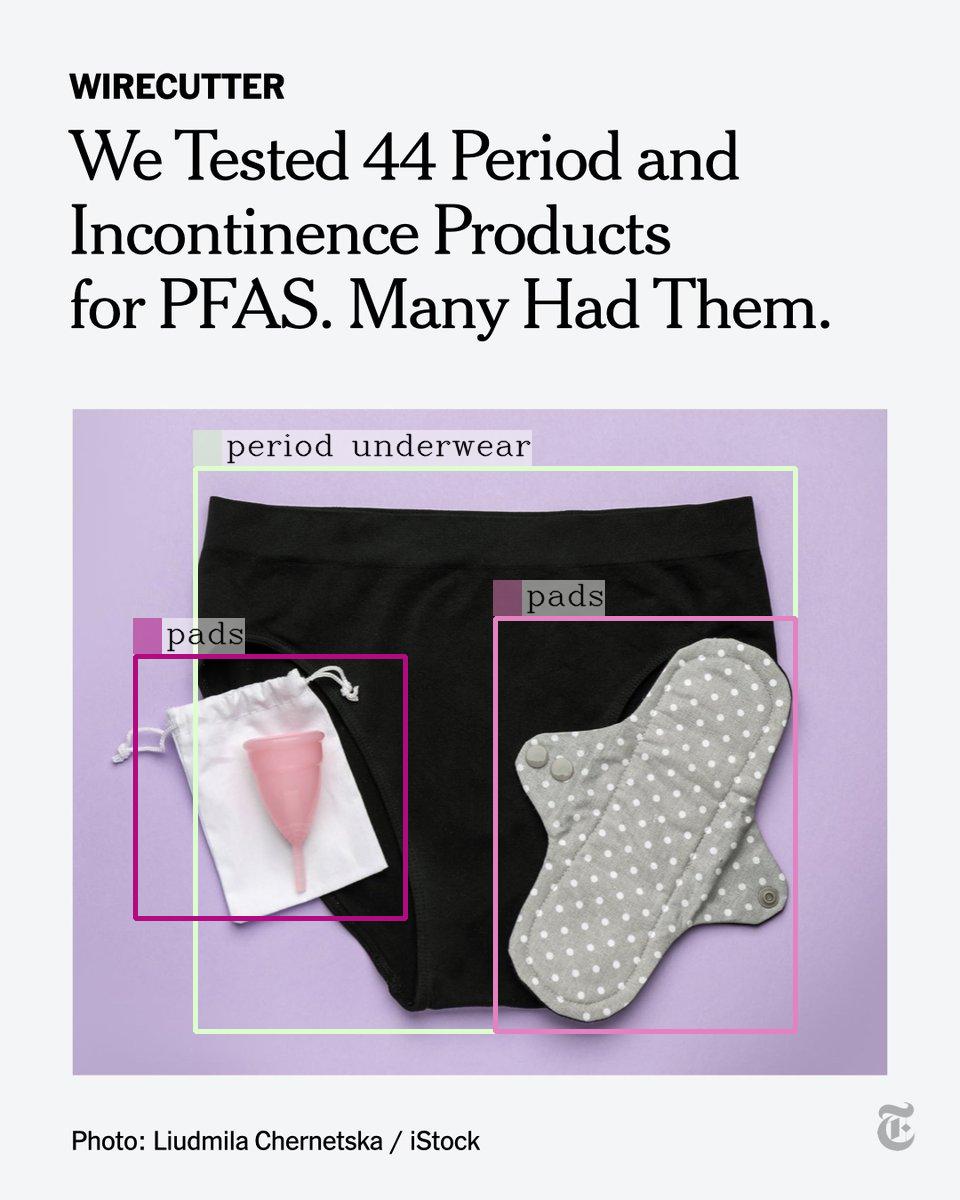 WIRECUTTER
We Tested 44 Period and
Incontinence Products
for PFAS. Many Had Them.
period underwear
pads
pads
Photo: Liudmila Chernetska / iStock
T